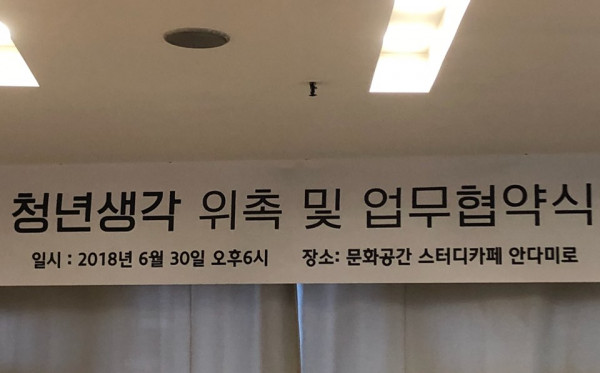 청년생각 위촉 및 업무협약식
일시 : 2018년 6월 30일 오후6시 장소: 문화공간 스터디카페 안다미로